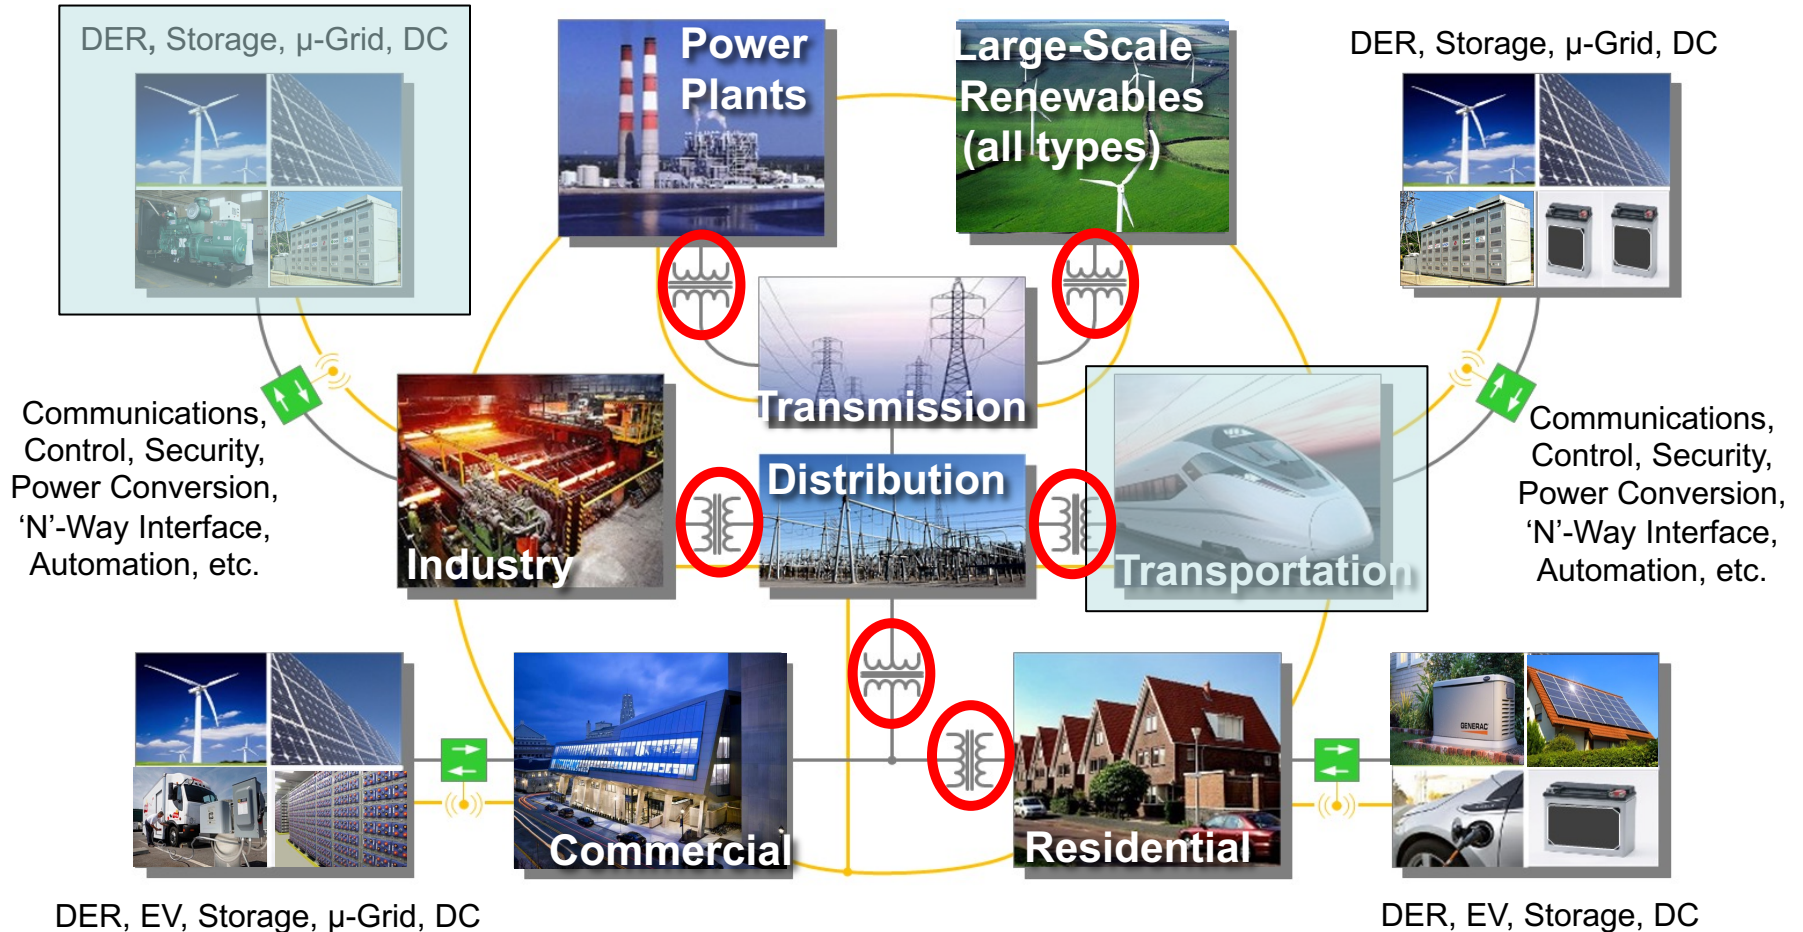 DER, Storage, μ-Grid, DC
Power
Plants
Large-Scale
Renewables
(all types)
DER, Storage, μ-Grid, DC
Transmission
Communications,
Control, Security,
Power Conversion,
‘N’-Way Interface,
Automation, etc.
Industry
Distribution
Transportation
Communications,
Control, Security,
Power Conversion,
‘N’-Way Interface,
Automation, etc.
Commercial
Residential
GENERAC
DER, EV, Storage, μ-Grid, DC
DER, EV, Storage, DC